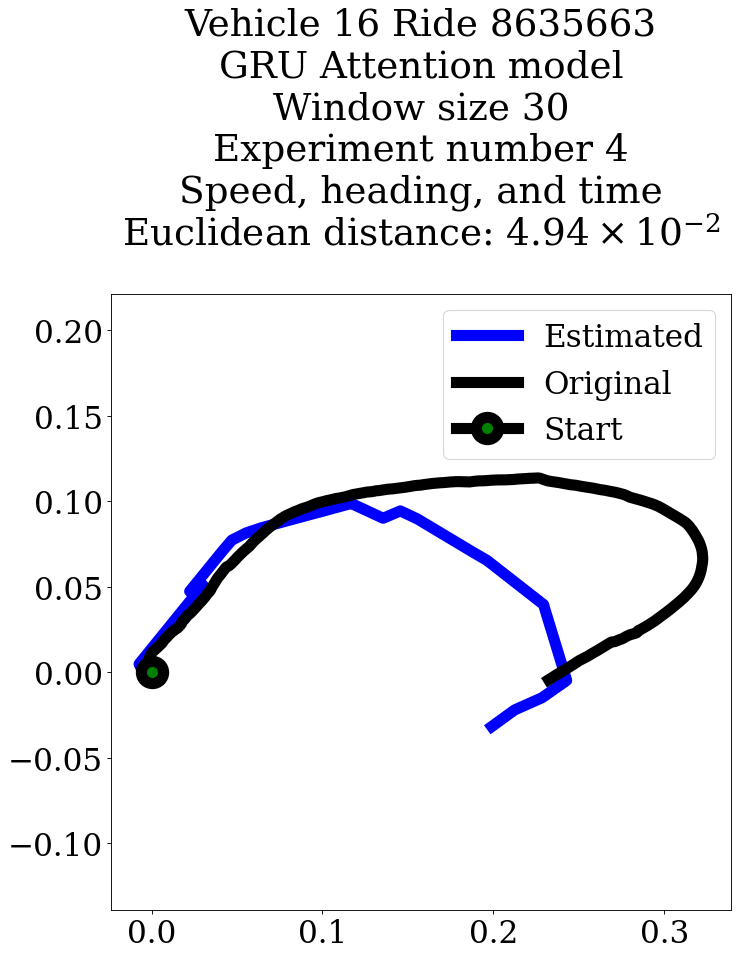 Vehicle 16 Ride 8635663
GRU Attention model
Window size 30
Experiment number 4
Speed, heading, and time
Euclidean distance: 4.94 × 10⁻²
Estimated
Original
Start
0.20
0.15
0.10
0.05
0.00
−0.05
−0.10
0.0 0.1 0.2 0.3